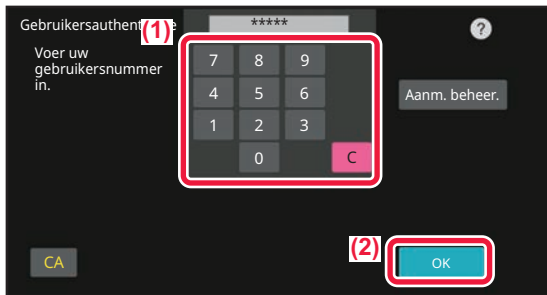 Gebruikersauthent e
(1)
*****
?
Voer uw
gebruikersnummer
in.
7 8 9
4 5 6
Aanm. beheer.
1 2 3
0 C
(2)
CA
OK